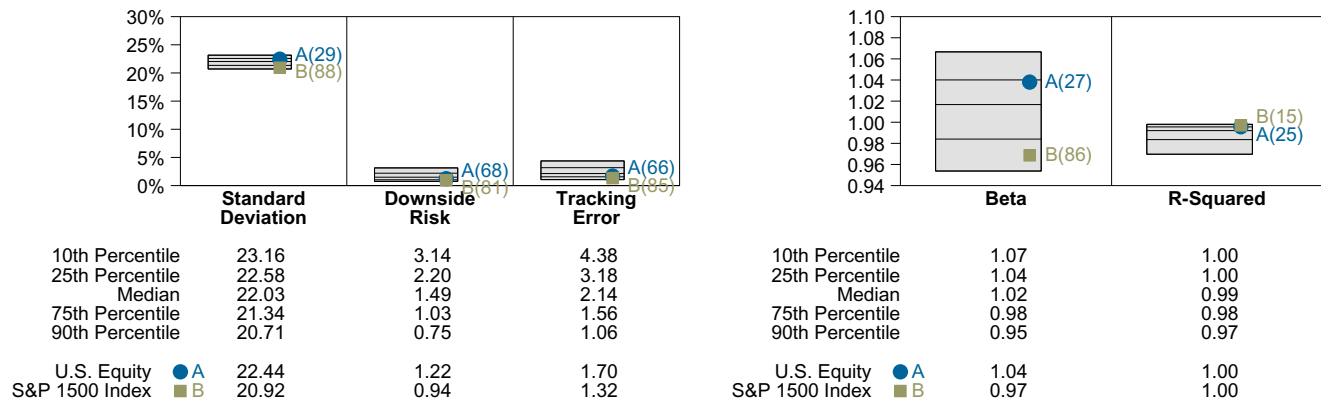 30%
25%
20%
15%
10%
5%
0%
A(29)
B(88)
A(68)
B(81)
A(66)
B(85)
Standard Deviation
Downside Risk
Tracking Error
10th Percentile 23.16 3.14 4.38
25th Percentile 22.58 2.20 3.18
Median 22.03 1.49 2.14
75th Percentile 21.34 1.03 1.56
90th Percentile 20.71 0.75 1.06
U.S. Equity A 22.44 1.22 1.70
S&P 1500 Index B 20.92 0.94 1.32
1.10
1.08
1.06
1.04
1.02
1.00
0.98
0.96
0.94
A(27)
B(86)
B(15)
A(25)
Beta
R-Squared
10th Percentile 1.07 1.00
25th Percentile 1.04 1.00
Median 1.02 0.99
75th Percentile 0.98 0.98
90th Percentile 0.95 0.97
U.S. Equity A 1.04 1.00
S&P 1500 Index B 0.97 1.00